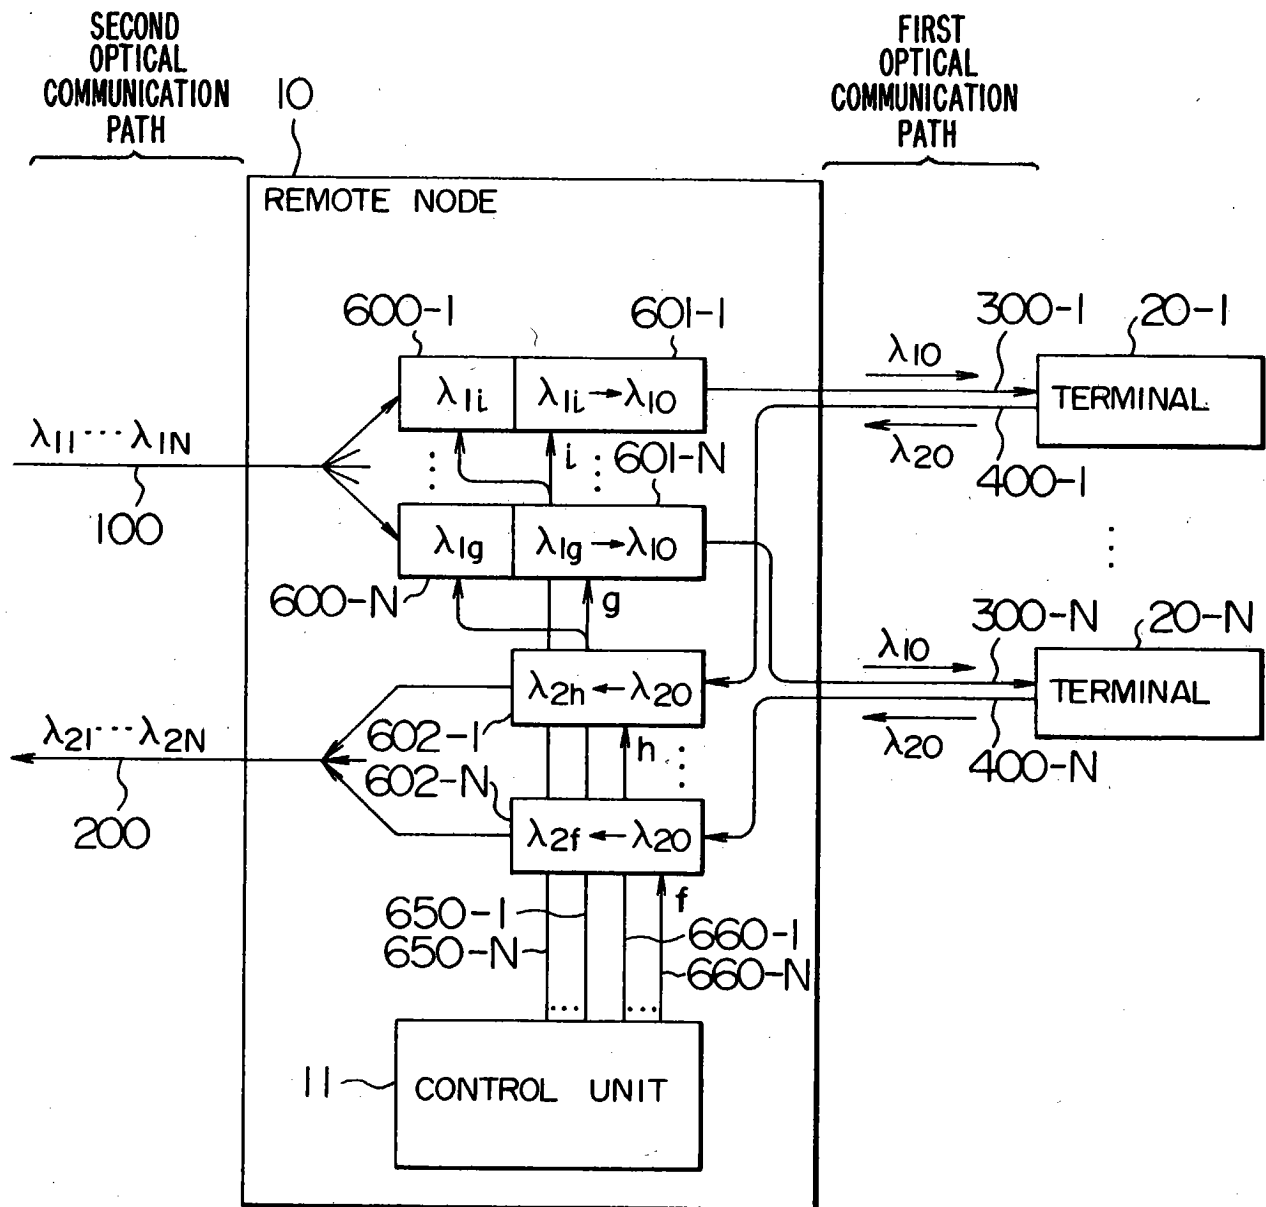 SECOND
OPTICAL
COMMUNICATION
PATH
FIRST
OPTICAL
COMMUNICATION
PATH
10
REMOTE NODE
600-1
601-1
300-1
20-1
λ1i
λ1i→λ10
λ10
TERMINAL
λ11···λ1N
λ20
400-1
100
i
601-N
λ1g
λ1g→λ10
600-N
g
300-N
20-N
λ10
TERMINAL
λ2h←λ20
λ21···λ2N
602-1
h
λ20
400-N
200
602-N
λ2f←λ20
f
650-1
660-1
650-N
660-N
11
CONTROL UNIT